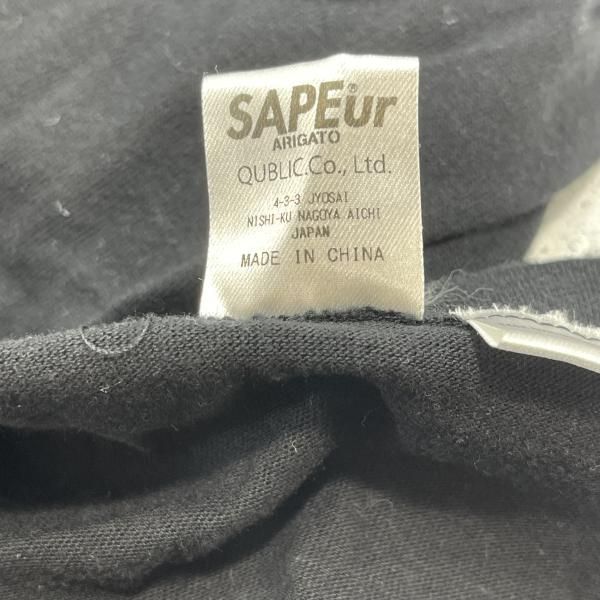 SAPEur®
ARIGATO
QUBLIC.Co., Ltd.
4-3-3 JYOSAI
NISHI-KU NAGOYA AICHI
JAPAN
MADE IN CHINA